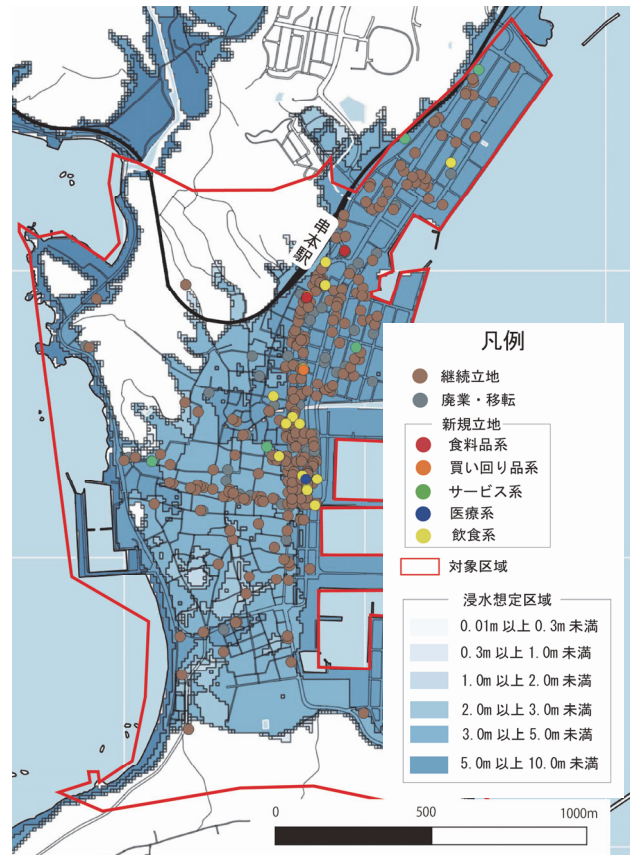 串本駅
凡例
継続立地
廃業・移転
新規立地
食料品系
買い回り品系
サービス系
医療系
飲食系
対象区域
浸水想定区域
0.01m 以上 0.3m 未満
0.3m 以上 1.0m 未満
1.0m 以上 2.0m 未満
2.0m 以上 3.0m 未満
3.0m 以上 5.0m 未満
5.0m 以上 10.0m 未満
0 500 1000m